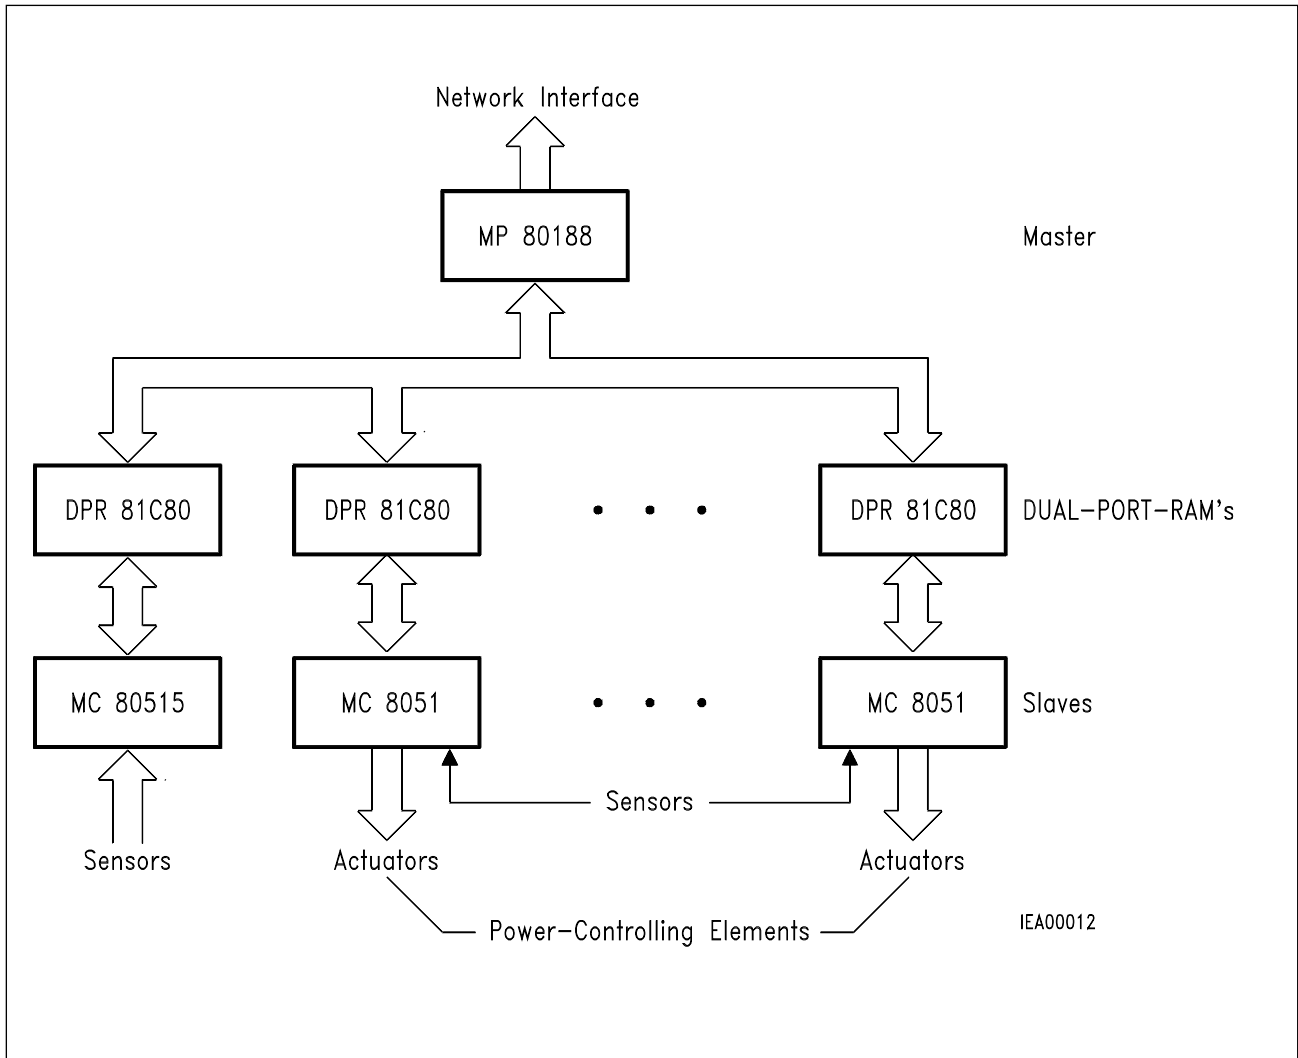 Network Interface
MP 80188
Master
DPR 81C80
DPR 81C80
DPR 81C80
DUAL-PORT-RAM's
MC 80515
MC 8051
MC 8051
Slaves
Sensors
Sensors
Actuators
Actuators
IEA00012
Power-Controlling Elements